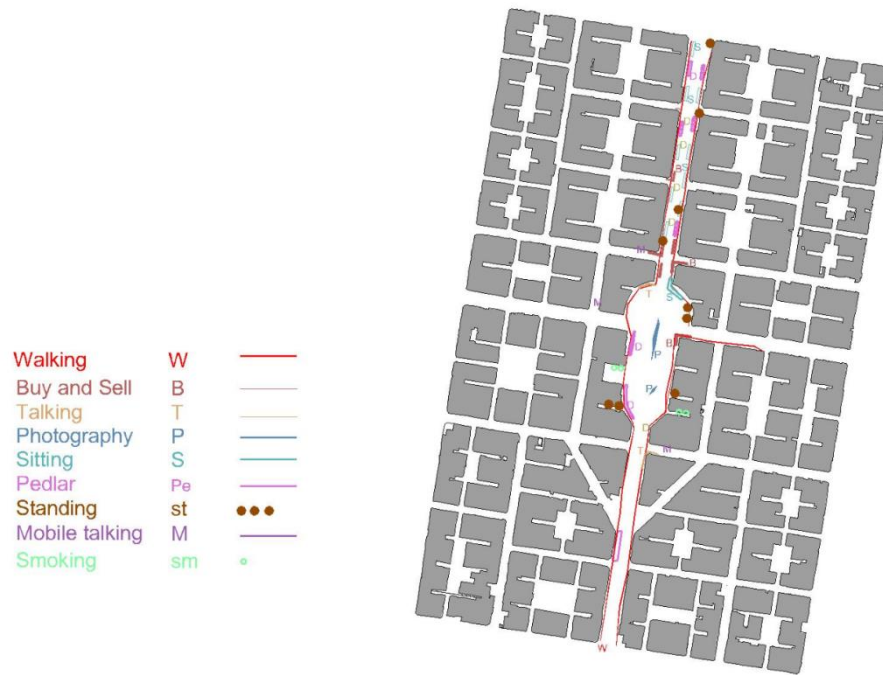 Walking W
Buy and Sell B
Talking T
Photography P
Sitting S
Pedlar Pe
Standing st
Mobile talking M
Smoking sm
S
D
S
D
D
S
B
D
D
M
B
T
S
M
D
B
P
P
D
D
T
M
W